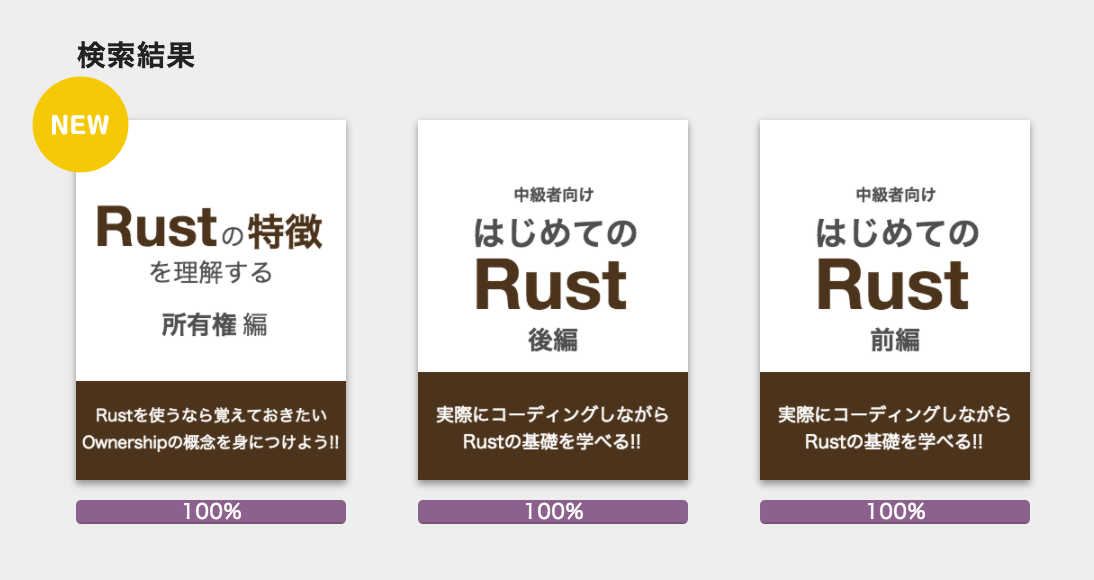 検索結果
NEW
Rustの特徴
を理解する
所有権 編
Rustを使うなら覚えておきたい
Ownershipの概念を身につけよう!!
100%
中級者向け
はじめての
Rust
後編
実際にコーディングしながら
Rustの基礎を学べる!!
100%
中級者向け
はじめての
Rust
前編
実際にコーディングしながら
Rustの基礎を学べる!!
100%